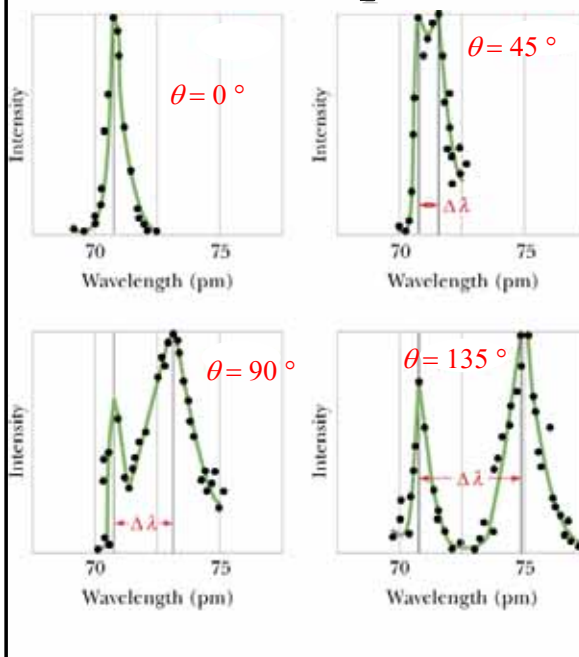 θ = 0 °
Intensity
70 75
Wavelength (pm)
θ = 45 °
Intensity
Δλ
70 75
Wavelength (pm)
θ = 90 °
Intensity
Δλ
70 75
Wavelength (pm)
θ = 135 °
Intensity
Δλ
70 75
Wavelength (pm)